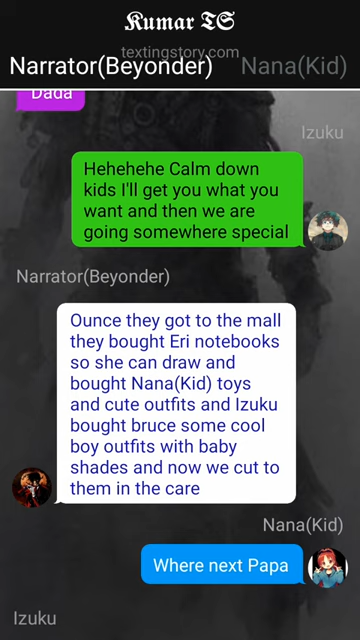 Kumar TS
textingstory.com
Narrator(Beyonder) Nana(Kid)
Dada
Izuku
Hehehehe Calm down
kids I'll get you what you
want and then we are
going somewhere special
Narrator(Beyonder)
Ounce they got to the mall
they bought Eri notebooks
so she can draw and
bought Nana(Kid) toys
and cute outfits and Izuku
bought bruce some cool
boy outfits with baby
shades and now we cut to
them in the care
Nana(Kid)
Where next Papa
Izuku